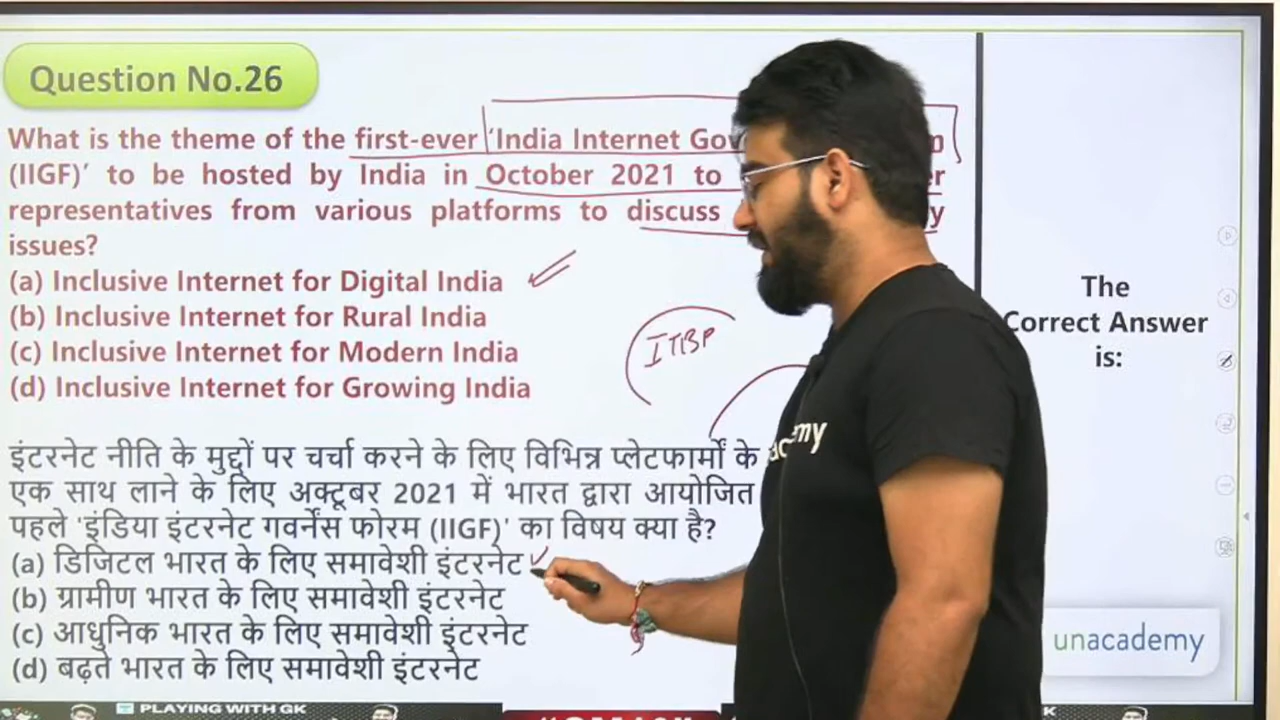 Question No.26
What is the theme of the first-ever 'India Internet
(IIGF)' to be hosted by India in October 2021 to
representatives from various platforms to discuss
issues?
(a) Inclusive Internet for Digital India
(b) Inclusive Internet for Rural India
(c) Inclusive Internet for Modern India
(d) Inclusive Internet for Growing India
ITBP
The
Correct Answer
is:
इंटरनेट नीति के मुद्दों पर चर्चा करने के लिए विभिन्न प्लेटफार्मों के
एक साथ लाने के लिए अक्टूबर 2021 में भारत द्वारा आयोजित
पहले 'इंडिया इंटरनेट गवर्नेंस फोरम (IIGF)' का विषय क्या है?
(a) डिजिटल भारत के लिए समावेशी इंटरनेट
(b) ग्रामीण भारत के लिए समावेशी इंटरनेट
(c) आधुनिक भारत के लिए समावेशी इंटरनेट
(d) बढ़ते भारत के लिए समावेशी इंटरनेट
unacademy
PLAYING WITH GK